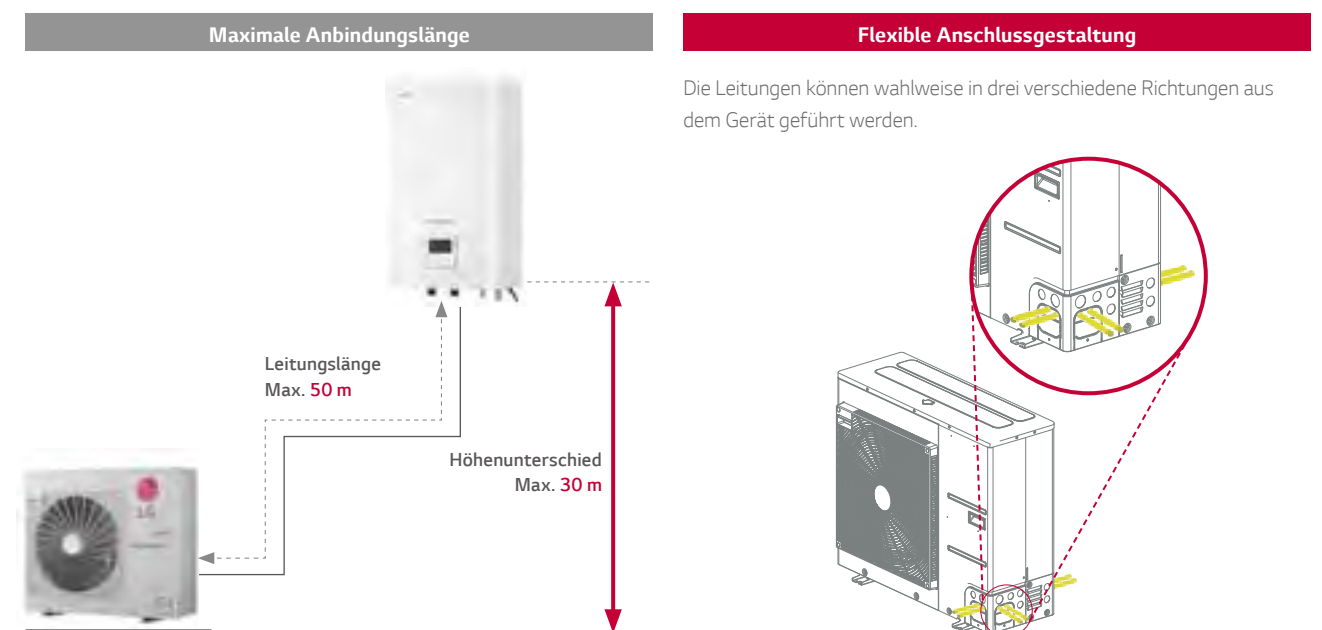 Maximale Anbindungslänge
Leitungslänge
Max. 50 m
Höhenunterschied
Max. 30 m
LG
Flexible Anschlussgestaltung
Die Leitungen können wahlweise in drei verschiedene Richtungen aus
dem Gerät geführt werden.